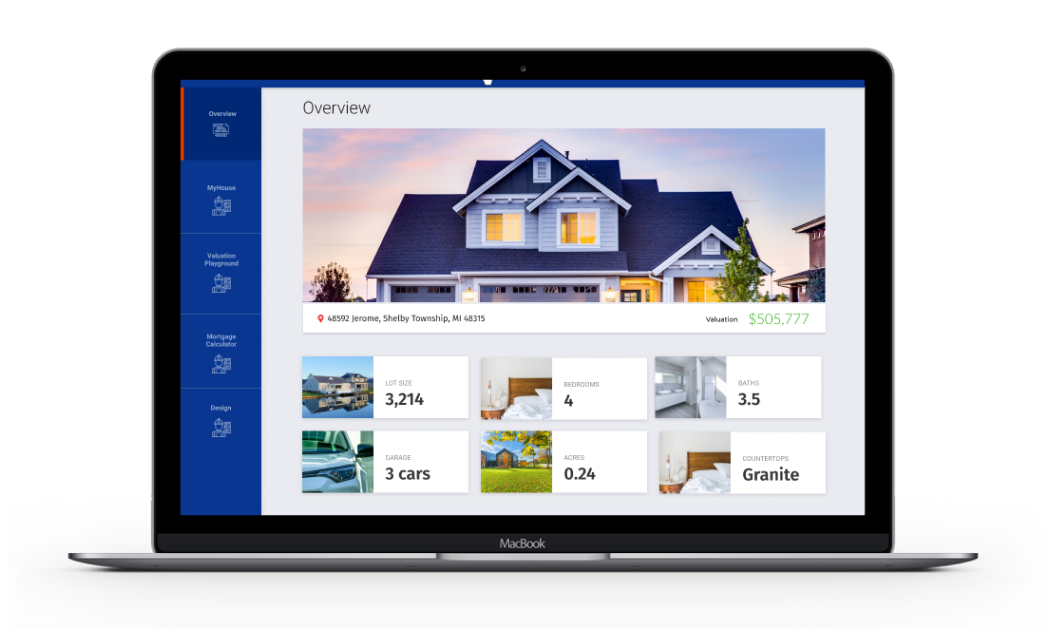 Overview
MyHouse
Valuation
Playground
Mortgage
Calculator
Design
Overview
48592 Jerome, Shelby Township, MI 48315
Valuation $505,777
LOT SIZE
3,214
BEDROOMS
4
BATHS
3.5
GARAGE
3 cars
ACRES
0.24
COUNTERTOPS
Granite
MacBook